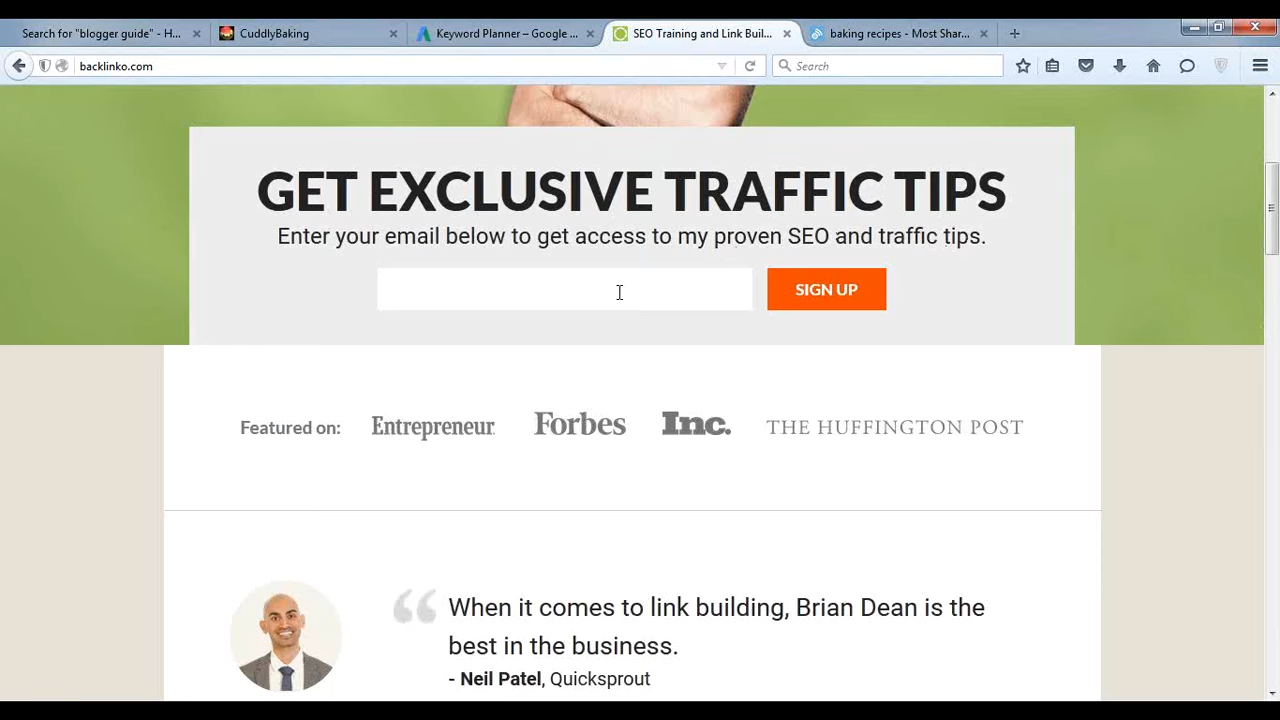 Search for "blogger guide" - H...
CuddlyBaking
Keyword Planner - Google ...
SEO Training and Link Buil...
baking recipes - Most Shar...
backlinko.com
Search
GET EXCLUSIVE TRAFFIC TIPS
Enter your email below to get access to my proven SEO and traffic tips.
SIGN UP
Featured on:
Entrepreneur
Forbes
Inc.
THE HUFFINGTON POST
When it comes to link building, Brian Dean is the
best in the business.
- Neil Patel, Quicksprout